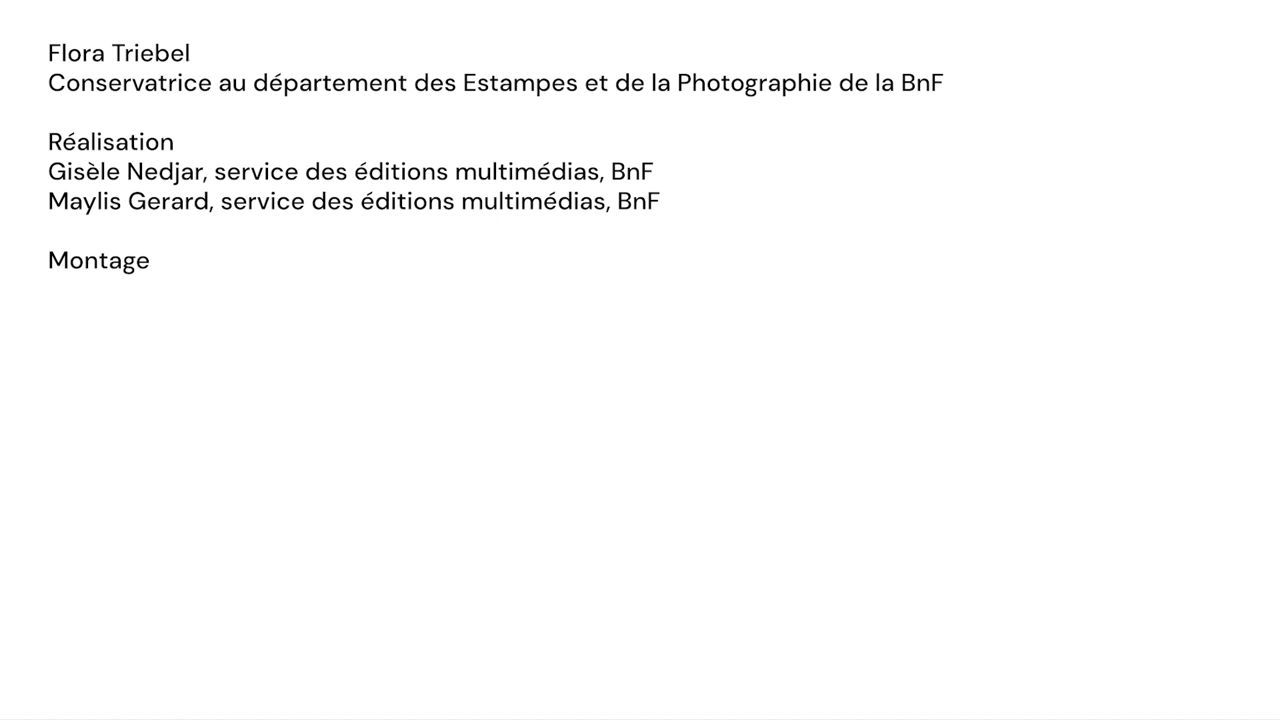 Flora Triebel
Conservatrice au département des Estampes et de la Photographie de la BnF
Réalisation
Gisèle Nedjar, service des éditions multimédias, BnF
Maylis Gerard, service des éditions multimédias, BnF
Montage